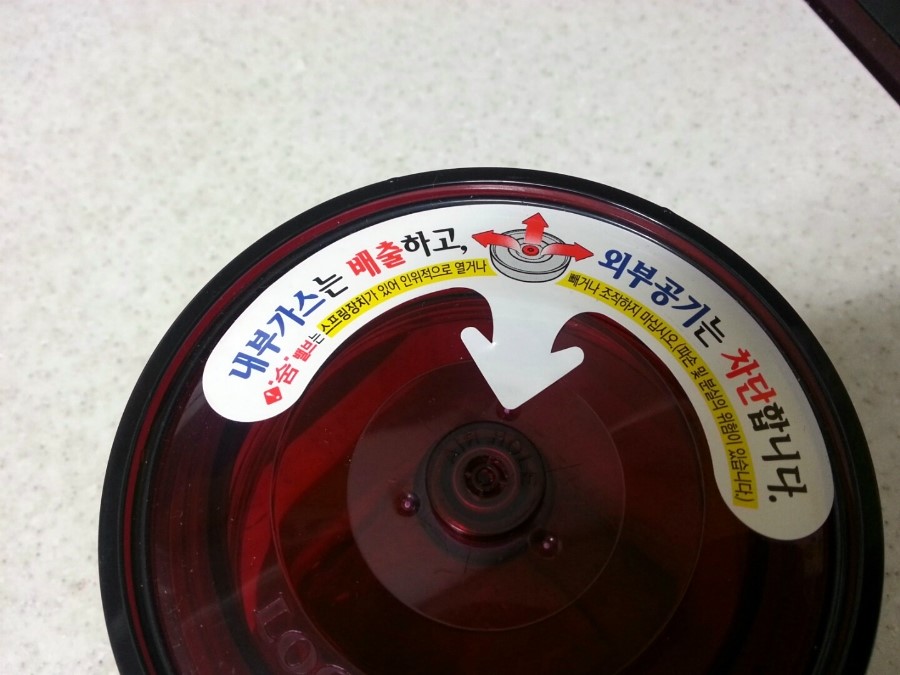 내부가스는 배출하고, 외부공기는 차단합니다.
"숨"밸브는 스프링장치가 있어 인위적으로 열거나 빼거나 조작하지 마십시오.(파손 및 분실의 위험이 있습니다.)
AIR HOLE
LOC